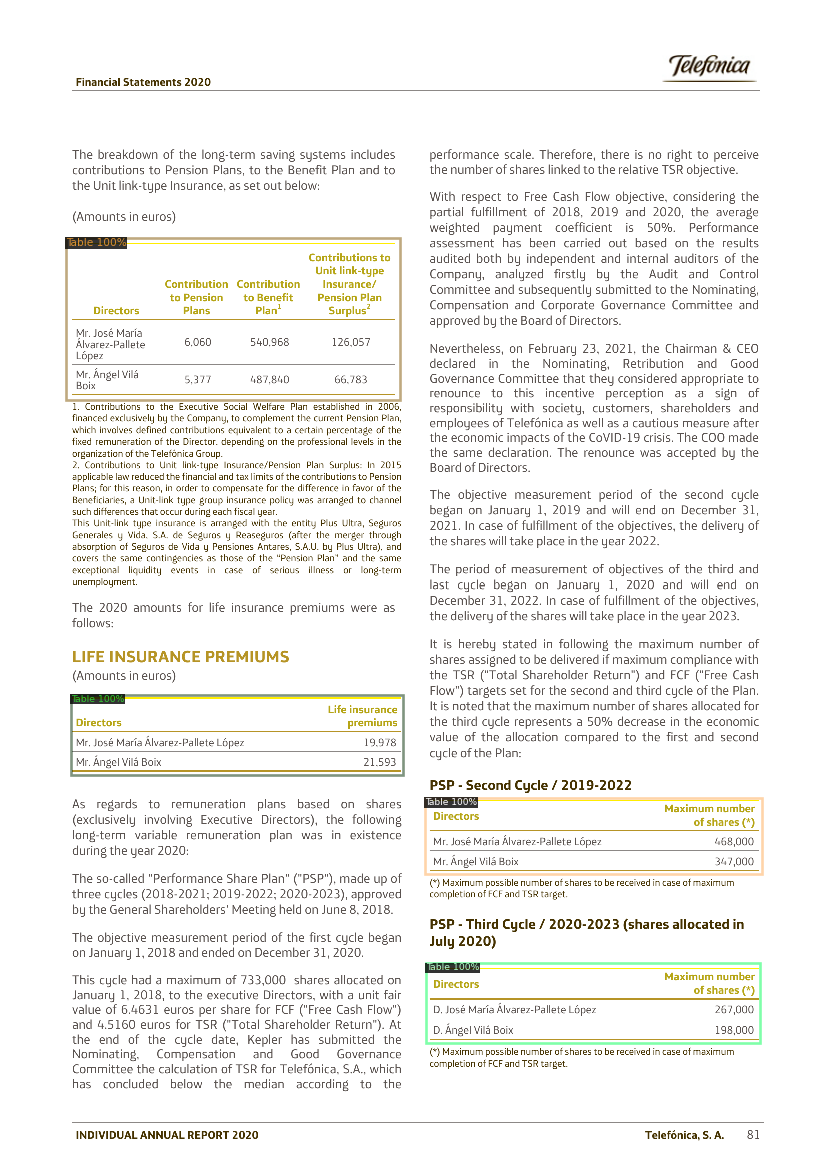 Telefónica
Financial Statements 2020
The breakdown of the long-term saving systems includes
contributions to Pension Plans, to the Benefit Plan and to
the Unit link-type Insurance, as set out below:
(Amounts in euros)
Table 100%
Directors
Contribution
to Pension
Plans
Contribution
to Benefit
Plan1
Contributions to
Unit link-type
Insurance/
Pension Plan
Surplus2
Mr. José María
Álvarez-Pallete
López
6,060 540,968 126,057
Mr. Ángel Vilá
Boix
5,377 487,840 66,783
1. Contributions to the Executive Social Welfare Plan established in 2006,
financed exclusively by the Company, to complement the current Pension Plan,
which involves defined contributions equivalent to a certain percentage of the
fixed remuneration of the Director, depending on the professional levels in the
organization of the Telefónica Group.
2. Contributions to Unit link-type Insurance/Pension Plan Surplus: In 2015
applicable law reduced the financial and tax limits of the contributions to Pension
Plans; for this reason, in order to compensate for the difference in favor of the
Beneficiaries, a Unit-link type group insurance policy was arranged to channel
such differences that occur during each fiscal year.
This Unit-link type insurance is arranged with the entity Plus Ultra, Seguros
Generales y Vida, S.A. de Seguros y Reaseguros (after the merger through
absorption of Seguros de Vida y Pensiones Antares, S.A.U. by Plus Ultra), and
covers the same contingencies as those of the "Pension Plan" and the same
exceptional liquidity events in case of serious illness or long-term
unemployment.
The 2020 amounts for life insurance premiums were as
follows:
LIFE INSURANCE PREMIUMS
(Amounts in euros)
Table 100%
Directors
Life insurance
premiums
Mr. José María Álvarez-Pallete López 19,978
Mr. Ángel Vilá Boix 21,593
As regards to remuneration plans based on shares
(exclusively involving Executive Directors), the following
long-term variable remuneration plan was in existence
during the year 2020:
The so-called "Performance Share Plan" ("PSP"), made up of
three cycles (2018-2021; 2019-2022; 2020-2023), approved
by the General Shareholders' Meeting held on June 8, 2018.
The objective measurement period of the first cycle began
on January 1, 2018 and ended on December 31, 2020.
This cycle had a maximum of 733,000 shares allocated on
January 1, 2018, to the executive Directors, with a unit fair
value of 6.4631 euros per share for FCF ("Free Cash Flow")
and 4.5160 euros for TSR ("Total Shareholder Return"). At
the end of the cycle date, Kepler has submitted the
Nominating, Compensation and Good Governance
Committee the calculation of TSR for Telefónica, S.A., which
has concluded below the median according to the
performance scale. Therefore, there is no right to perceive
the number of shares linked to the relative TSR objective.
With respect to Free Cash Flow objective, considering the
partial fulfillment of 2018, 2019 and 2020, the average
weighted payment coefficient is 50%. Performance
assessment has been carried out based on the results
audited both by independent and internal auditors of the
Company, analyzed firstly by the Audit and Control
Committee and subsequently submitted to the Nominating,
Compensation and Corporate Governance Committee and
approved by the Board of Directors.
Nevertheless, on February 23, 2021, the Chairman & CEO
declared in the Nominating, Retribution and Good
Governance Committee that they considered appropriate to
renounce to this incentive perception as a sign of
responsibility with society, customers, shareholders and
employees of Telefónica as well as a cautious measure after
the economic impacts of the CoVID-19 crisis. The COO made
the same declaration. The renounce was accepted by the
Board of Directors.
The objective measurement period of the second cycle
began on January 1, 2019 and will end on December 31,
2021. In case of fulfillment of the objectives, the delivery of
the shares will take place in the year 2022.
The period of measurement of objectives of the third and
last cycle began on January 1, 2020 and will end on
December 31, 2022. In case of fulfillment of the objectives,
the delivery of the shares will take place in the year 2023.
It is hereby stated in following the maximum number of
shares assigned to be delivered if maximum compliance with
the TSR ("Total Shareholder Return") and FCF ("Free Cash
Flow") targets set for the second and third cycle of the Plan.
It is noted that the maximum number of shares allocated for
the third cycle represents a 50% decrease in the economic
value of the allocation compared to the first and second
cycle of the Plan:
PSP - Second Cycle / 2019-2022
Table 100%
Directors
Maximum number
of shares (*)
Mr. José María Álvarez-Pallete López 468,000
Mr. Ángel Vilá Boix 347,000
(*) Maximum possible number of shares to be received in case of maximum
completion of FCF and TSR target.
PSP - Third Cycle / 2020-2023 (shares allocated in
July 2020)
Table 100%
Directors
Maximum number
of shares (*)
D. José María Álvarez-Pallete López 267,000
D. Ángel Vilá Boix 198,000
(*) Maximum possible number of shares to be received in case of maximum
completion of FCF and TSR target.
INDIVIDUAL ANNUAL REPORT 2020
Telefónica, S. A. 81